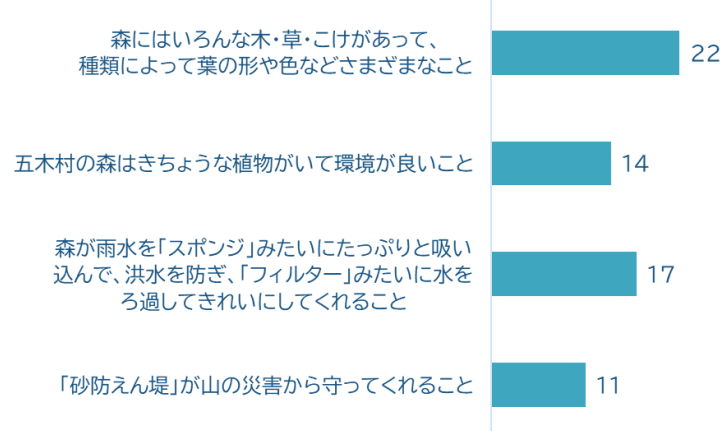 森にはいろんな木・草・こけがあって、
種類によって葉の形や色などさまざまなこと
22
五木村の森はきちょうな植物がいて環境が良いこと
14
森が雨水を「スポンジ」みたいにたっぷりと吸い
込んで、洪水を防ぎ、「フィルター」みたいに水を
ろ過してきれいにしてくれること
17
「砂防えん堤」が山の災害から守ってくれること
11